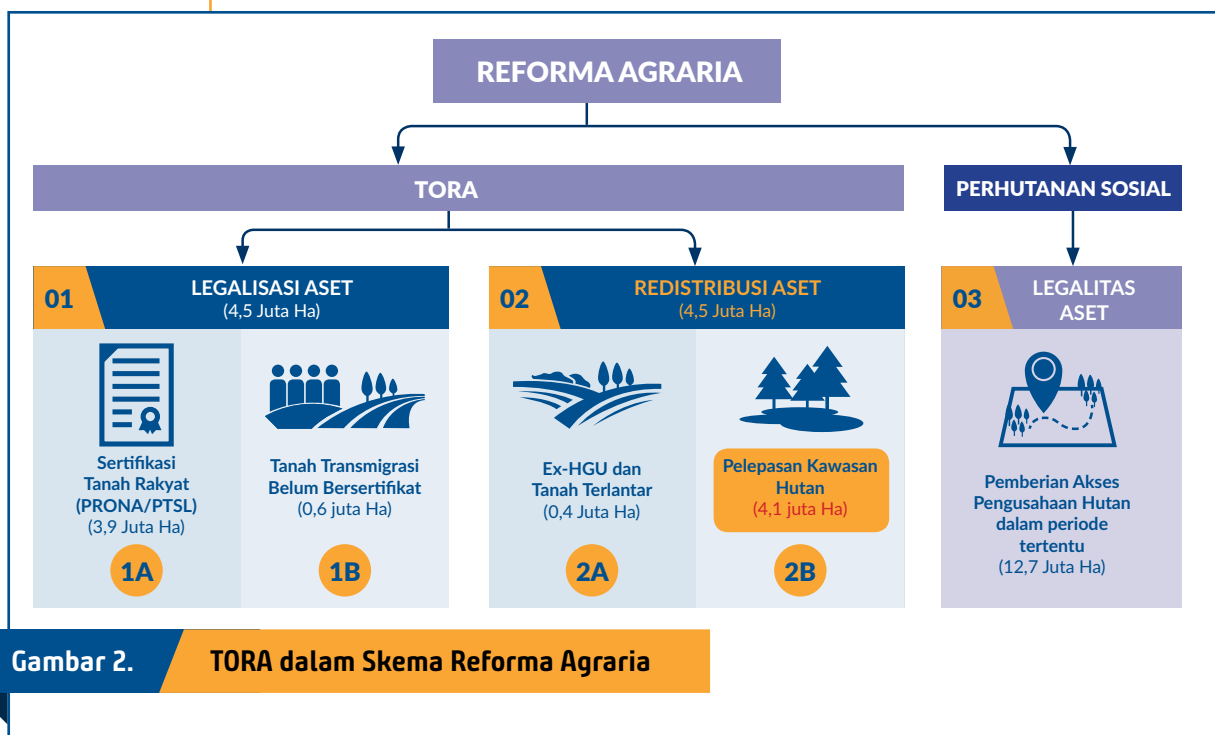 REFORMA AGRARIA
TORA
PERHUTANAN SOSIAL
01
LEGALISASI ASET
(4,5 Juta Ha)
Sertifikasi
Tanah Rakyat
(PRONA/PTSL)
(3,9 Juta Ha)
1A
Tanah Transmigrasi
Belum Bersertifikat
(0,6 juta Ha)
1B
02
REDISTRIBUSI ASET
(4,5 Juta Ha)
Ex-HGU dan
Tanah Terlantar
(0,4 Juta Ha)
2A
Pelepasan Kawasan
Hutan
(4,1 juta Ha)
2B
03
LEGALITAS
ASET
Pemberian Akses
Pengusahaan Hutan
dalam periode
tertentu
(12,7 Juta Ha)
Gambar 2. TORA dalam Skema Reforma Agraria